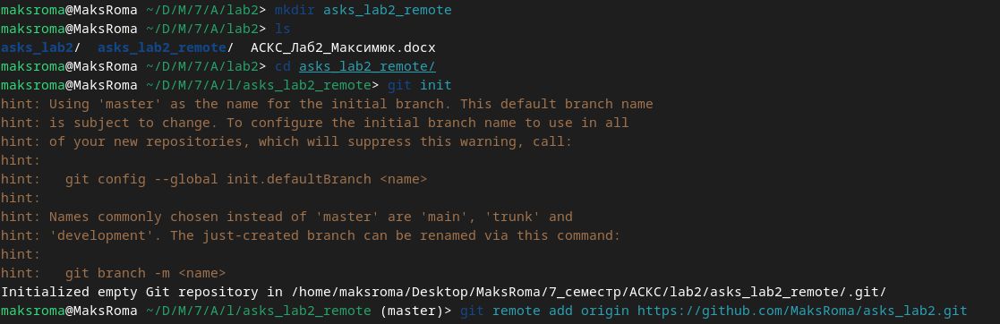 maksroma@MaksRoma ~/D/M/7/A/lab2> mkdir asks_lab2_remote
maksroma@MaksRoma ~/D/M/7/A/lab2> ls
asks_lab2/  asks_lab2_remote/  АСКС_Лаб2_Максимюк.docx
maksroma@MaksRoma ~/D/M/7/A/lab2> cd asks_lab2_remote/
maksroma@MaksRoma ~/D/M/7/A/l/asks_lab2_remote> git init
hint: Using 'master' as the name for the initial branch. This default branch name
hint: is subject to change. To configure the initial branch name to use in all
hint: of your new repositories, which will suppress this warning, call:
hint:
hint:   git config --global init.defaultBranch <name>
hint:
hint: Names commonly chosen instead of 'master' are 'main', 'trunk' and
hint: 'development'. The just-created branch can be renamed via this command:
hint:
hint:   git branch -m <name>
Initialized empty Git repository in /home/maksroma/Desktop/MaksRoma/7_семестр/АСКС/lab2/asks_lab2_remote/.git/
maksroma@MaksRoma ~/D/M/7/A/l/asks_lab2_remote (master)> git remote add origin https://github.com/MaksRoma/asks_lab2.git